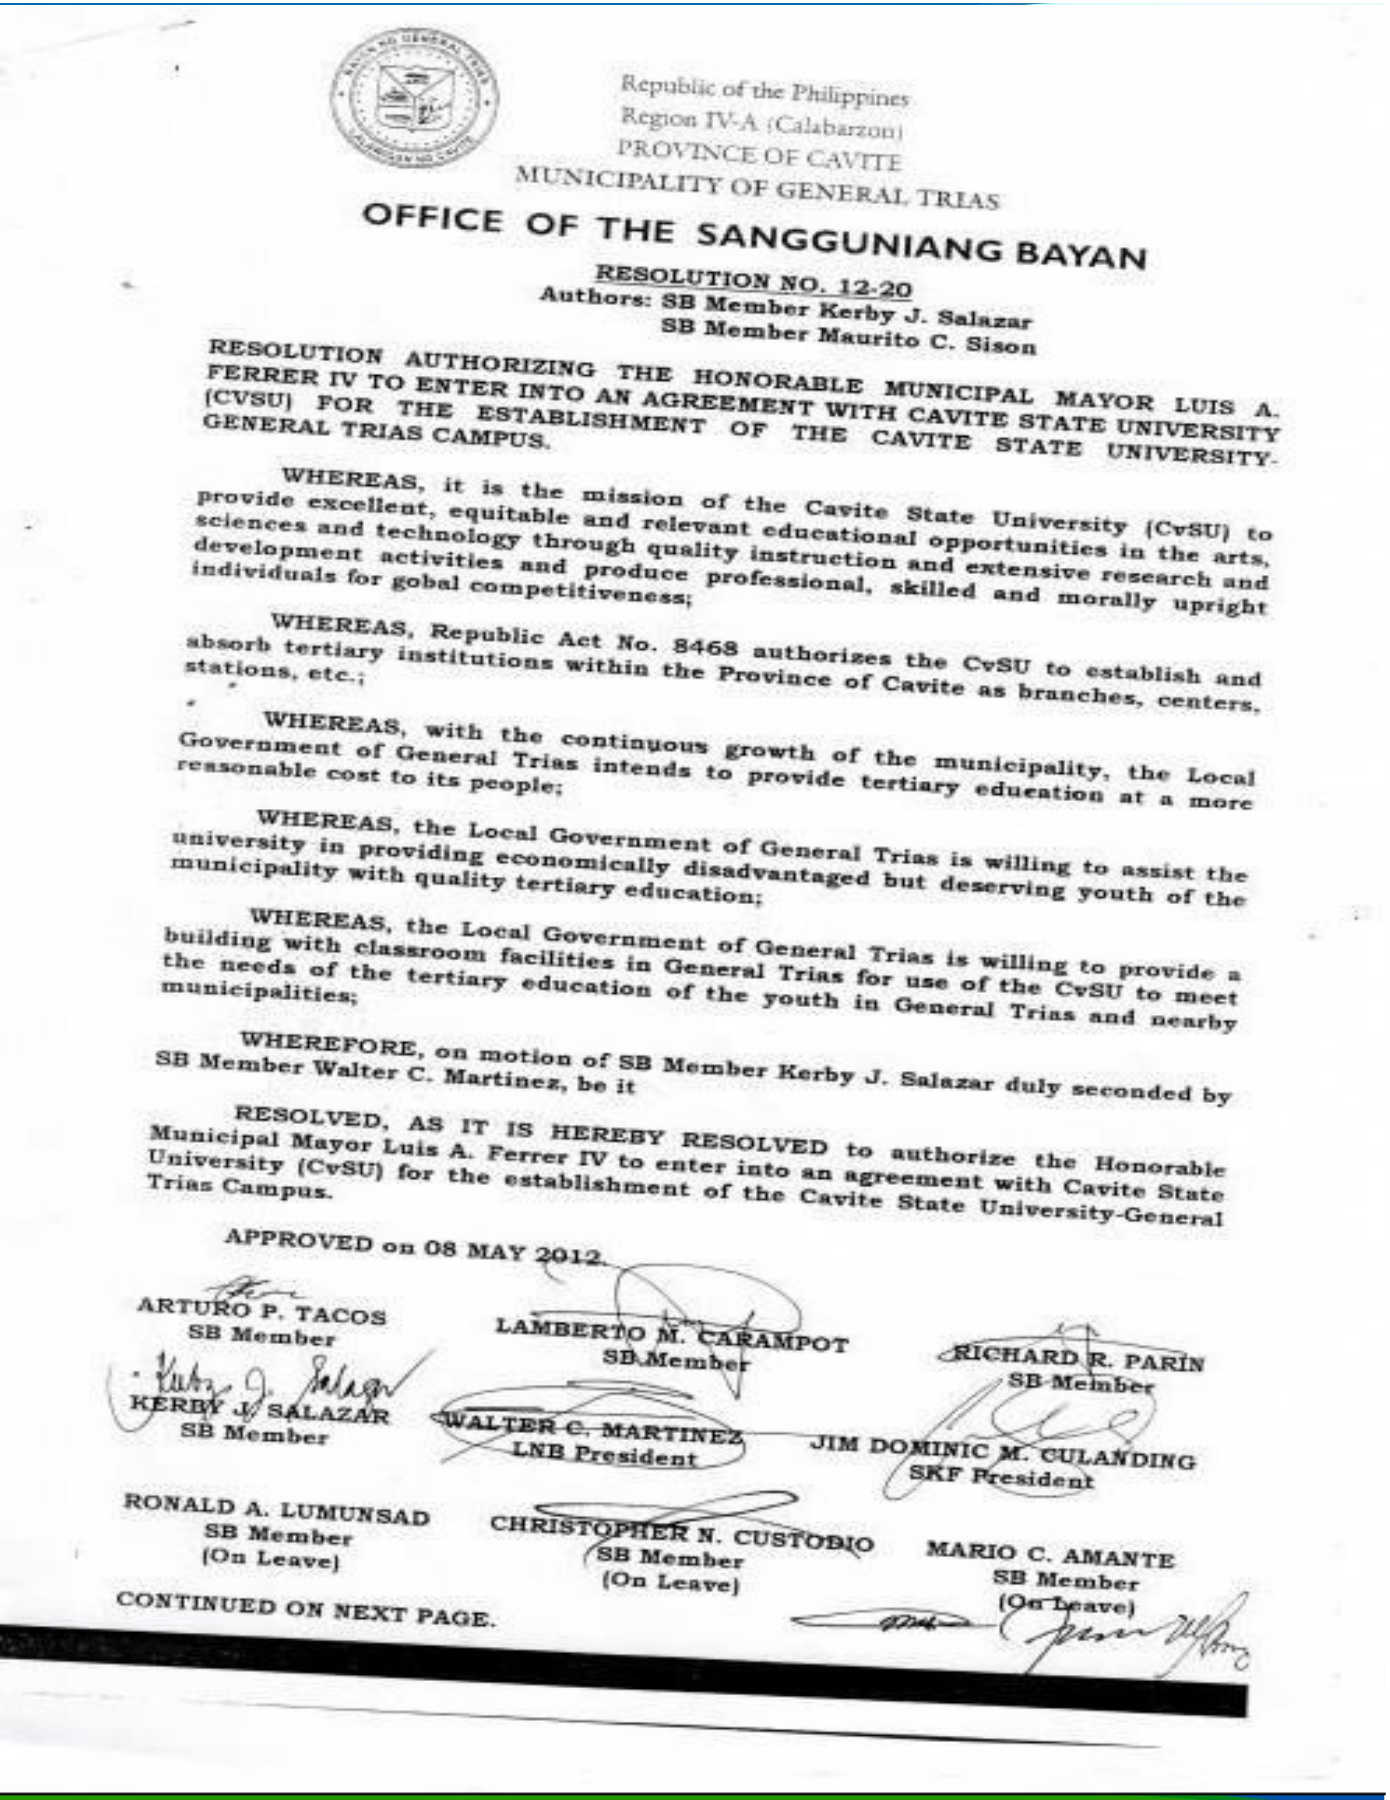 BAYAN NG GENERAL TRIAS
LALAWIGAN NG CAVITE
Republic of the Philippines
Region IV-A (Calabarzon)
PROVINCE OF CAVITE
MUNICIPALITY OF GENERAL TRIAS
OFFICE OF THE SANGGUNIANG BAYAN
RESOLUTION NO. 12-20
Authors: SB Member Kerby J. Salazar
SB Member Maurito C. Sison
RESOLUTION AUTHORIZING THE HONORABLE MUNICIPAL MAYOR LUIS A.
FERRER IV TO ENTER INTO AN AGREEMENT WITH CAVITE STATE UNIVERSITY
(CVSU) FOR THE ESTABLISHMENT OF THE CAVITE STATE UNIVERSITY-
GENERAL TRIAS CAMPUS.
WHEREAS, it is the mission of the Cavite State University (CvSU) to
provide excellent, equitable and relevant educational opportunities in the arts,
sciences and technology through quality instruction and extensive research and
development activities and produce professional, skilled and morally upright
individuals for gobal competitiveness;
WHEREAS, Republic Act No. 8468 authorizes the CvSU to establish and
absorb tertiary institutions within the Province of Cavite as branches, centers,
stations, etc.;
WHEREAS, with the continuous growth of the municipality, the Local
Government of General Trias intends to provide tertiary education at a more
reasonable cost to its people;
WHEREAS, the Local Government of General Trias is willing to assist the
university in providing economically disadvantaged but deserving youth of the
municipality with quality tertiary education;
WHEREAS, the Local Government of General Trias is willing to provide a
building with classroom facilities in General Trias for use of the CvSU to meet
the needs of the tertiary education of the youth in General Trias and nearby
municipalities;
WHEREFORE, on motion of SB Member Kerby J. Salazar duly seconded by
SB Member Walter C. Martinez, be it
RESOLVED, AS IT IS HEREBY RESOLVED to authorize the Honorable
Municipal Mayor Luis A. Ferrer IV to enter into an agreement with Cavite State
University (CvSU) for the establishment of the Cavite State University-General
Trias Campus.
APPROVED on 08 MAY 2012.
ARTURO P. TACOS
SB Member
LAMBERTO M. CARAMPOT
SB Member
RICHARD R. PARIN
SB Member
Kerby J. Salazar
KERBY J. SALAZAR
SB Member
WALTER C. MARTINEZ
LNB President
JIM DOMINIC M. CULANDING
SKF President
RONALD A. LUMUNSAD
SB Member
(On Leave)
CHRISTOPHER N. CUSTODIO
SB Member
(On Leave)
MARIO C. AMANTE
SB Member
(On Leave)
CONTINUED ON NEXT PAGE.